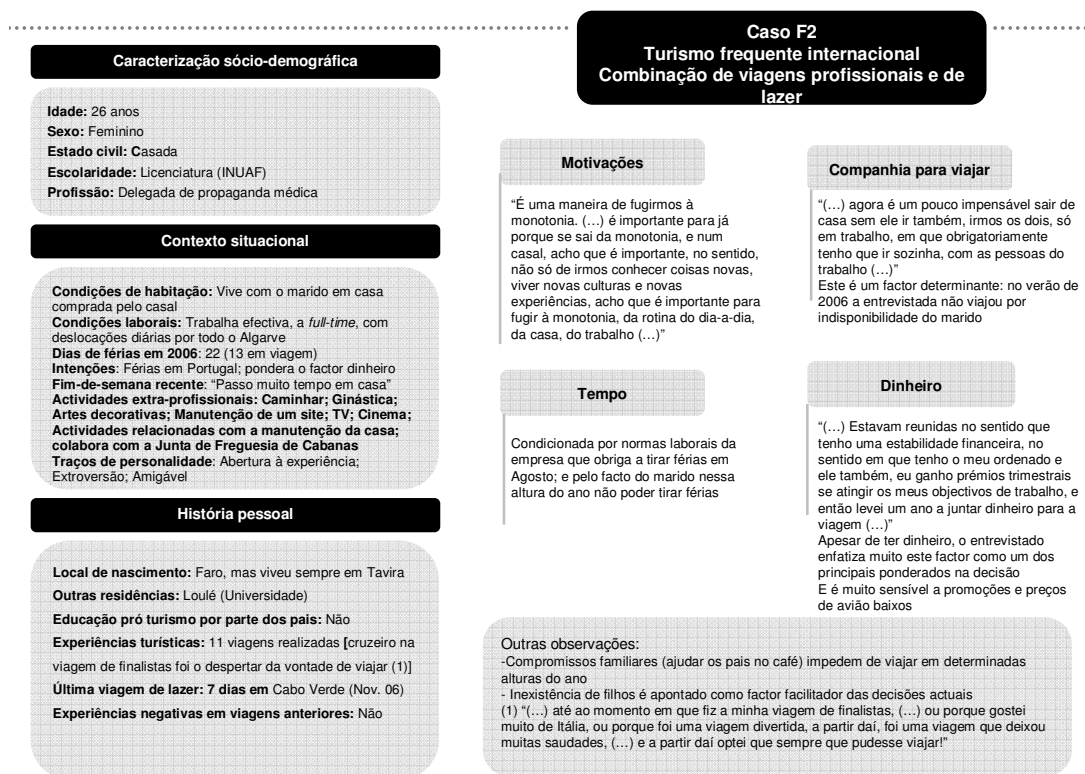 Caso F2
Turismo frequente internacional
Combinação de viagens profissionais e de
lazer
Caracterização sócio-demográfica
Idade: 26 anos
Sexo: Feminino
Estado civil: Casada
Escolaridade: Licenciatura (INUAF)
Profissão: Delegada de propaganda médica
Contexto situacional
Condições de habitação: Vive com o marido em casa
comprada pelo casal
Condições laborais: Trabalha efectiva, a full-time, com
deslocações diárias por todo o Algarve
Dias de férias em 2006: 22 (13 em viagem)
Intenções: Férias em Portugal; pondera o factor dinheiro
Fim-de-semana recente: “Passo muito tempo em casa”
Actividades extra-profissionais: Caminhar; Ginástica;
Artes decorativas; Manutenção de um site; TV; Cinema;
Actividades relacionadas com a manutenção da casa;
colabora com a Junta de Freguesia de Cabanas
Traços de personalidade: Abertura à experiência;
Extroversão; Amigável
História pessoal
Local de nascimento: Faro, mas viveu sempre em Tavira
Outras residências: Loulé (Universidade)
Educação pró turismo por parte dos pais: Não
Experiências turísticas: 11 viagens realizadas [cruzeiro na
viagem de finalistas foi o despertar da vontade de viajar (1)]
Última viagem de lazer: 7 dias em Cabo Verde (Nov. 06)
Experiências negativas em viagens anteriores: Não
Motivações
“É uma maneira de fugirmos à
monotonia. (…) é importante para já
porque se sai da monotonia, e num
casal, acho que é importante, no sentido,
não só de irmos conhecer coisas novas,
viver novas culturas e novas
experiências, acho que é importante para
fugir à monotonia, da rotina do dia-a-dia,
da casa, do trabalho (…)”
Companhia para viajar
“(…) agora é um pouco impensável sair de
casa sem ele ir também, irmos os dois, só
em trabalho, em que obrigatoriamente
tenho que ir sozinha, com as pessoas do
trabalho (…)”
Este é um factor determinante: no verão de
2006 a entrevistada não viajou por
indisponibilidade do marido
Tempo
Condicionada por normas laborais da
empresa que obriga a tirar férias em
Agosto; e pelo facto do marido nessa
altura do ano não poder tirar férias
Dinheiro
“(…) Estavam reunidas no sentido que
tenho uma estabilidade financeira, no
sentido em que tenho o meu ordenado e
ele também, eu ganho prémios trimestrais
se atingir os meus objectivos de trabalho, e
então levei um ano a juntar dinheiro para a
viagem (…)”
Apesar de ter dinheiro, o entrevistado
enfatiza muito este factor como um dos
principais ponderados na decisão
E é muito sensível a promoções e preços
de avião baixos
Outras observações:
-Compromissos familiares (ajudar os pais no café) impedem de viajar em determinadas
alturas do ano
- Inexistência de filhos é apontado como factor facilitador das decisões actuais
(1) “(…) até ao momento em que fiz a minha viagem de finalistas, (…) ou porque gostei
muito de Itália, ou porque foi uma viagem divertida, a partir daí, foi uma viagem que deixou
muitas saudades, (…) e a partir daí optei que sempre que pudesse viajar!”